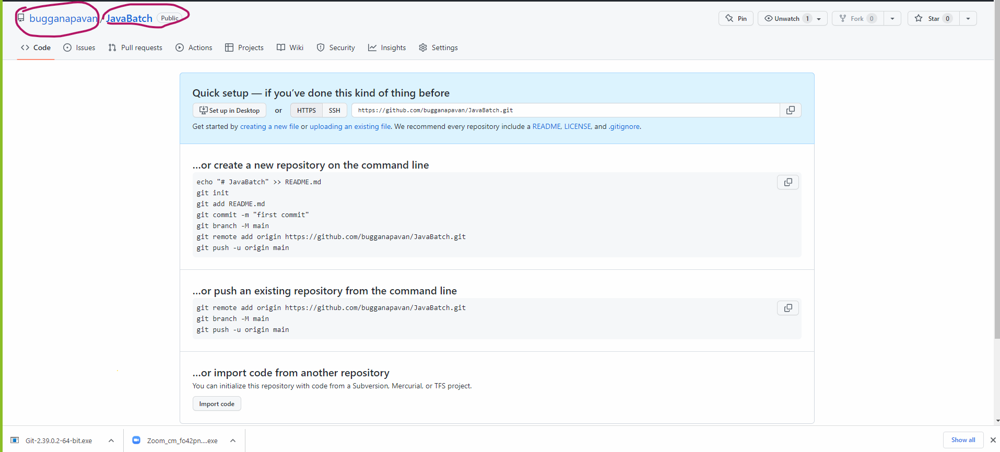 bugganapavan / JavaBatch Public
Pin Unwatch 1 Fork 0 Star 0
Code Issues Pull requests Actions Projects Wiki Security Insights Settings
Quick setup — if you’ve done this kind of thing before
Set up in Desktop or HTTPS SSH https://github.com/bugganapavan/JavaBatch.git
Get started by creating a new file or uploading an existing file. We recommend every repository include a README, LICENSE, and .gitignore.
…or create a new repository on the command line
echo "# JavaBatch" >> README.md
git init
git add README.md
git commit -m "first commit"
git branch -M main
git remote add origin https://github.com/bugganapavan/JavaBatch.git
git push -u origin main
…or push an existing repository from the command line
git remote add origin https://github.com/bugganapavan/JavaBatch.git
git branch -M main
git push -u origin main
…or import code from another repository
You can initialize this repository with code from a Subversion, Mercurial, or TFS project.
Import code
Git-2.39.0.2-64-bit.exe Zoom_cm_fo42pn....exe Show all